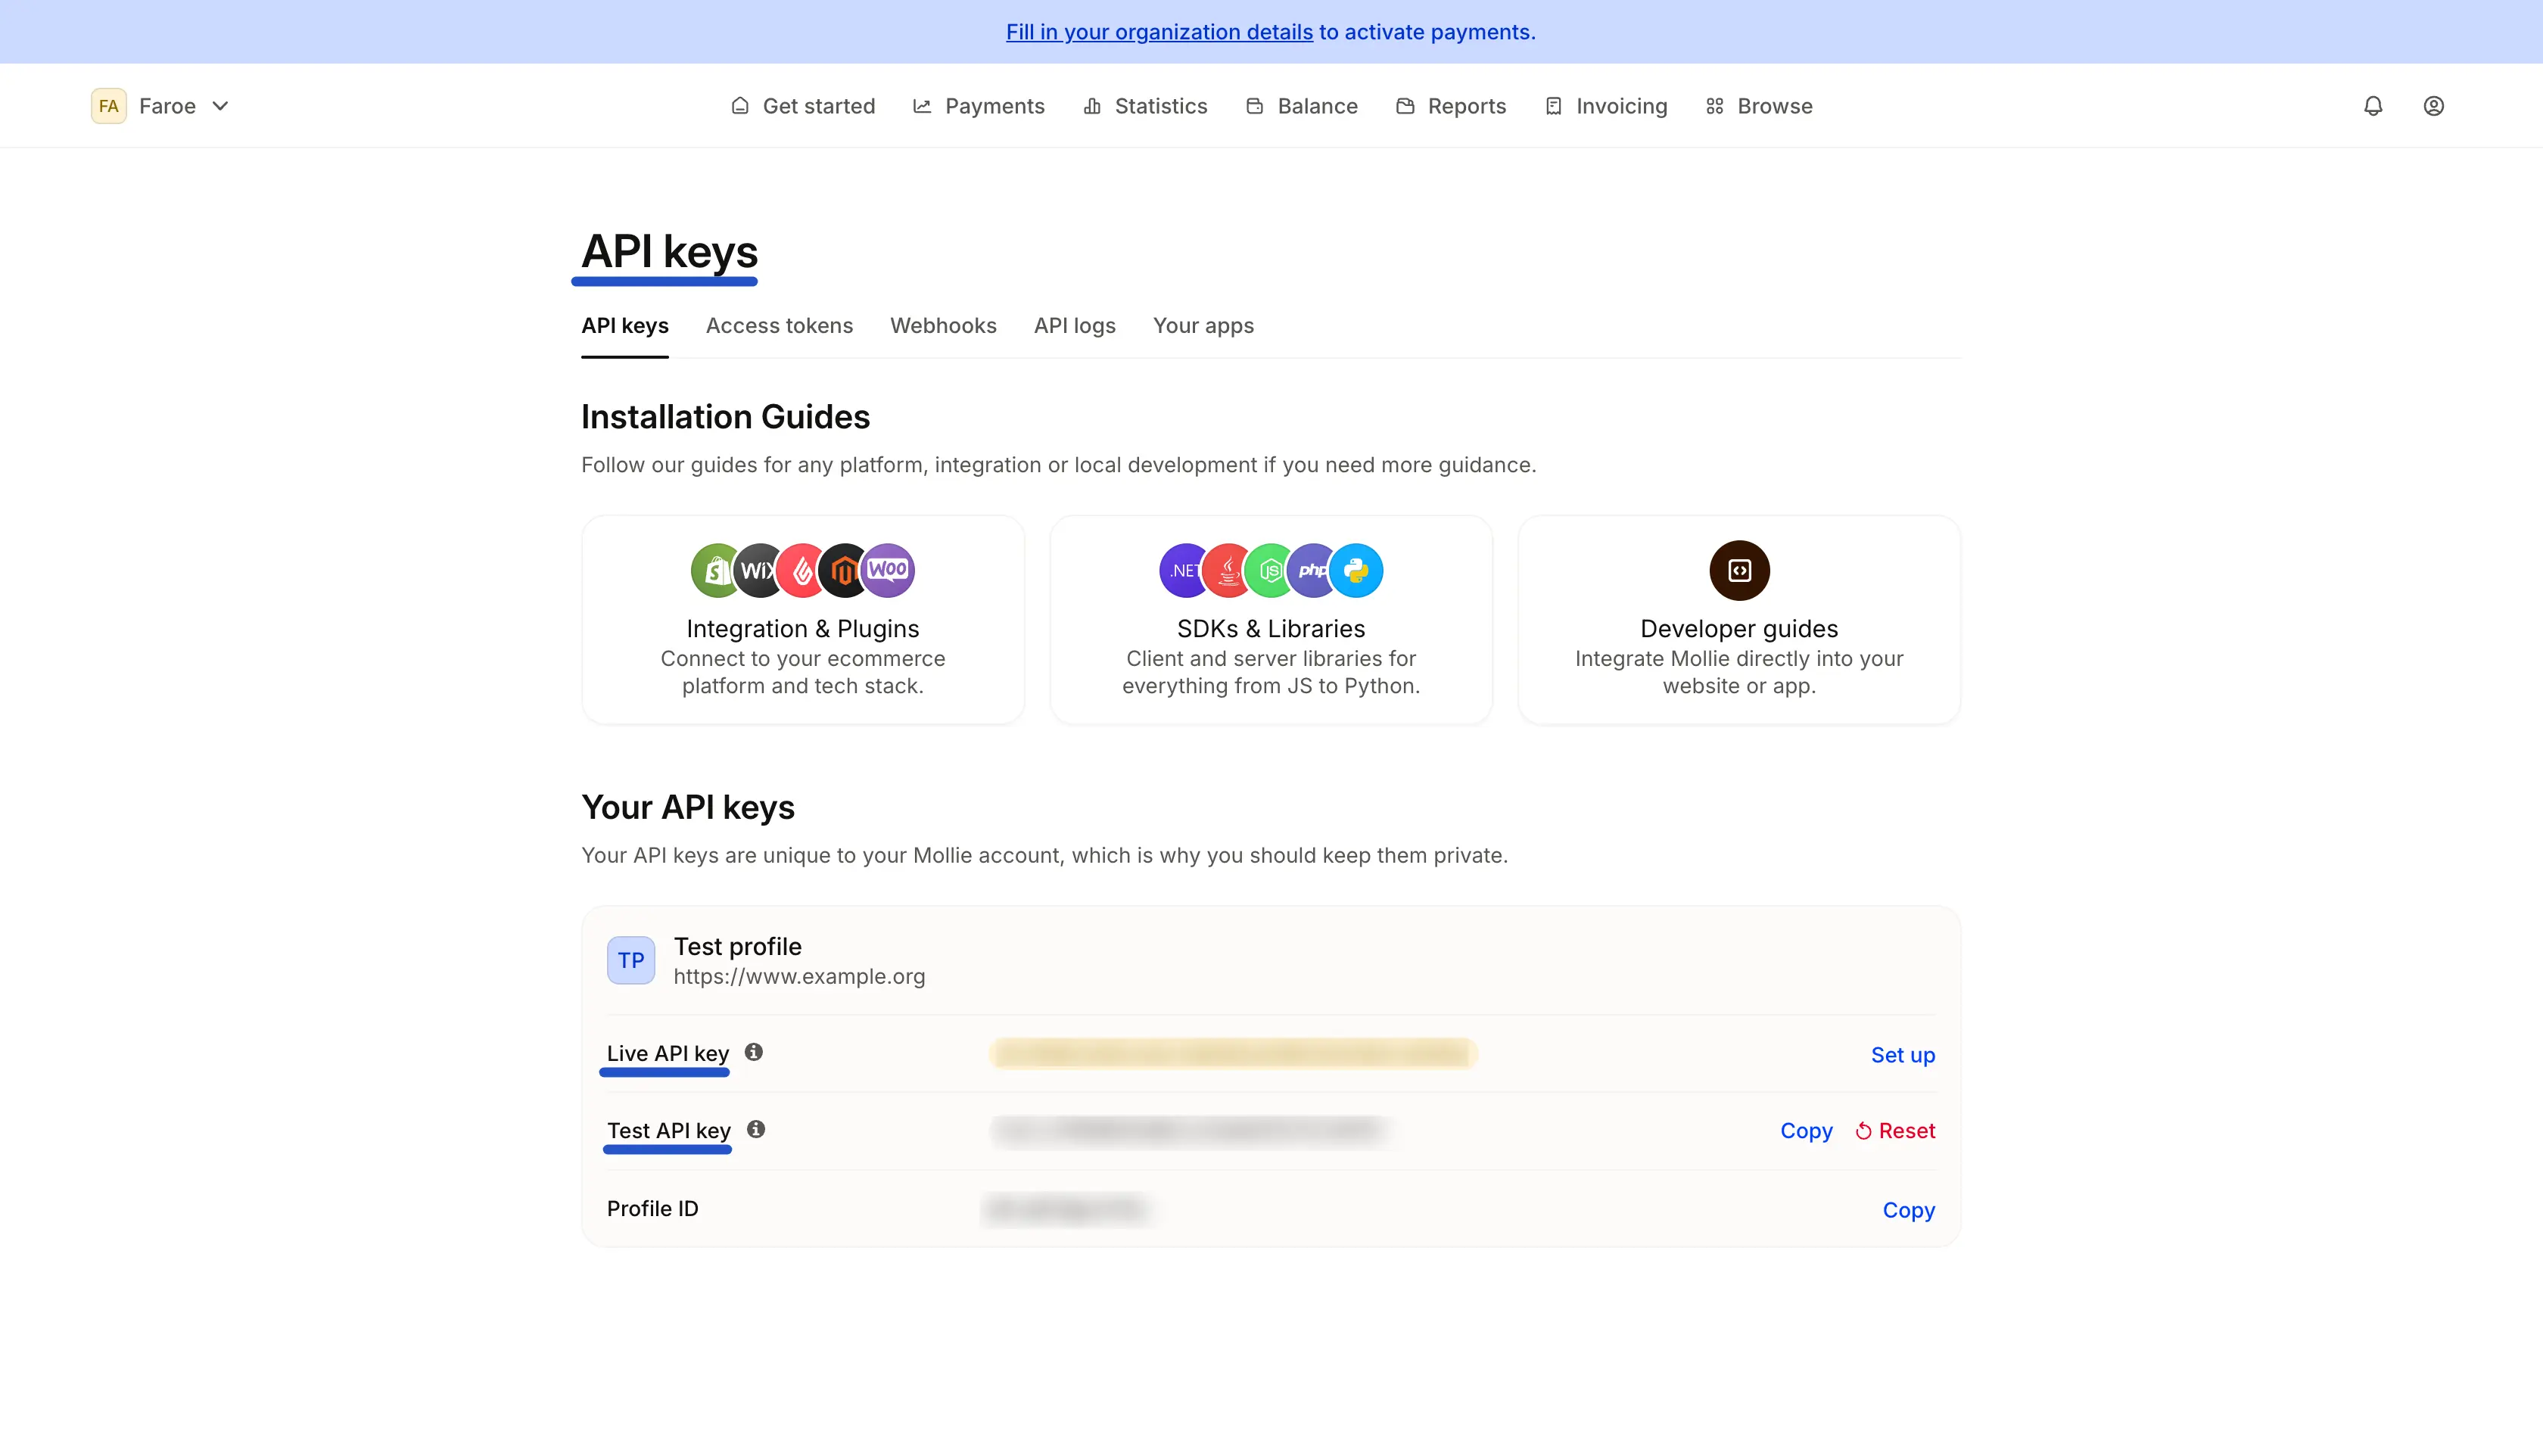 Fill in your organization details to activate payments.
FA Faroe Get started Payments Statistics Balance Reports Invoicing Browse
API keys
API keys Access tokens Webhooks API logs Your apps
Installation Guides
Follow our guides for any platform, integration or local development if you need more guidance.
WiX woo
Integration & Plugins
Connect to your ecommerce
platform and tech stack.
.NET JS php
SDKs & Libraries
Client and server libraries for
everything from JS to Python.
Developer guides
Integrate Mollie directly into your
website or app.
Your API keys
Your API keys are unique to your Mollie account, which is why you should keep them private.
TP
Test profile
https://www.example.org
Live API key Set up
Test API key Copy Reset
Profile ID Copy